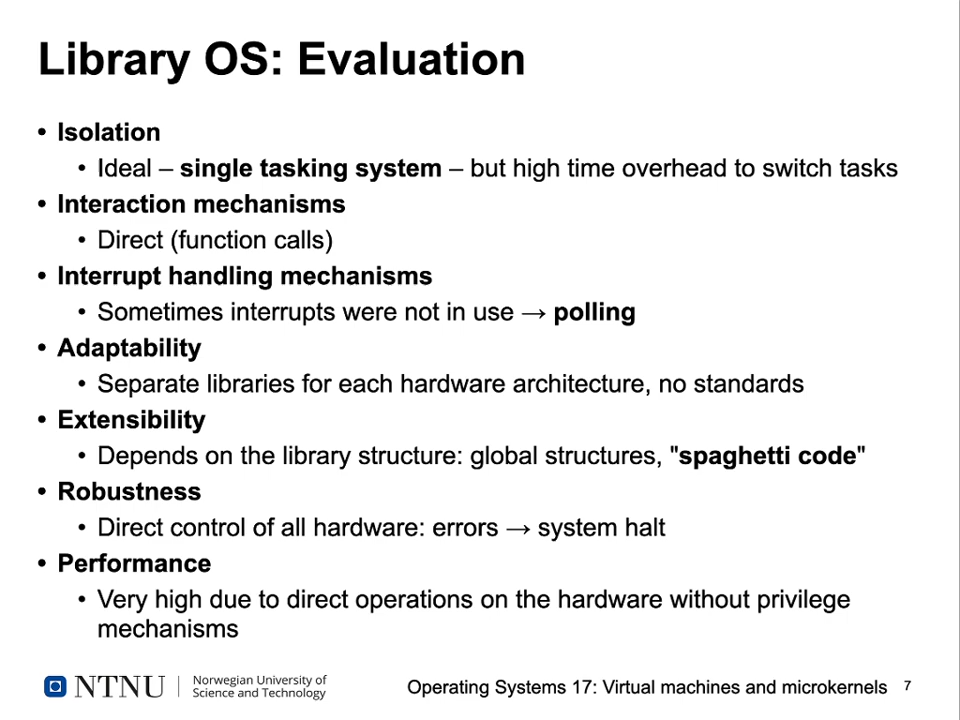 Library OS: Evaluation
• Isolation
• Ideal – single tasking system – but high time overhead to switch tasks
• Interaction mechanisms
• Direct (function calls)
• Interrupt handling mechanisms
• Sometimes interrupts were not in use → polling
• Adaptability
• Separate libraries for each hardware architecture, no standards
• Extensibility
• Depends on the library structure: global structures, "spaghetti code"
• Robustness
• Direct control of all hardware: errors → system halt
• Performance
• Very high due to direct operations on the hardware without privilege
mechanisms
NTNU
Norwegian University of
Science and Technology
Operating Systems 17: Virtual machines and microkernels 7